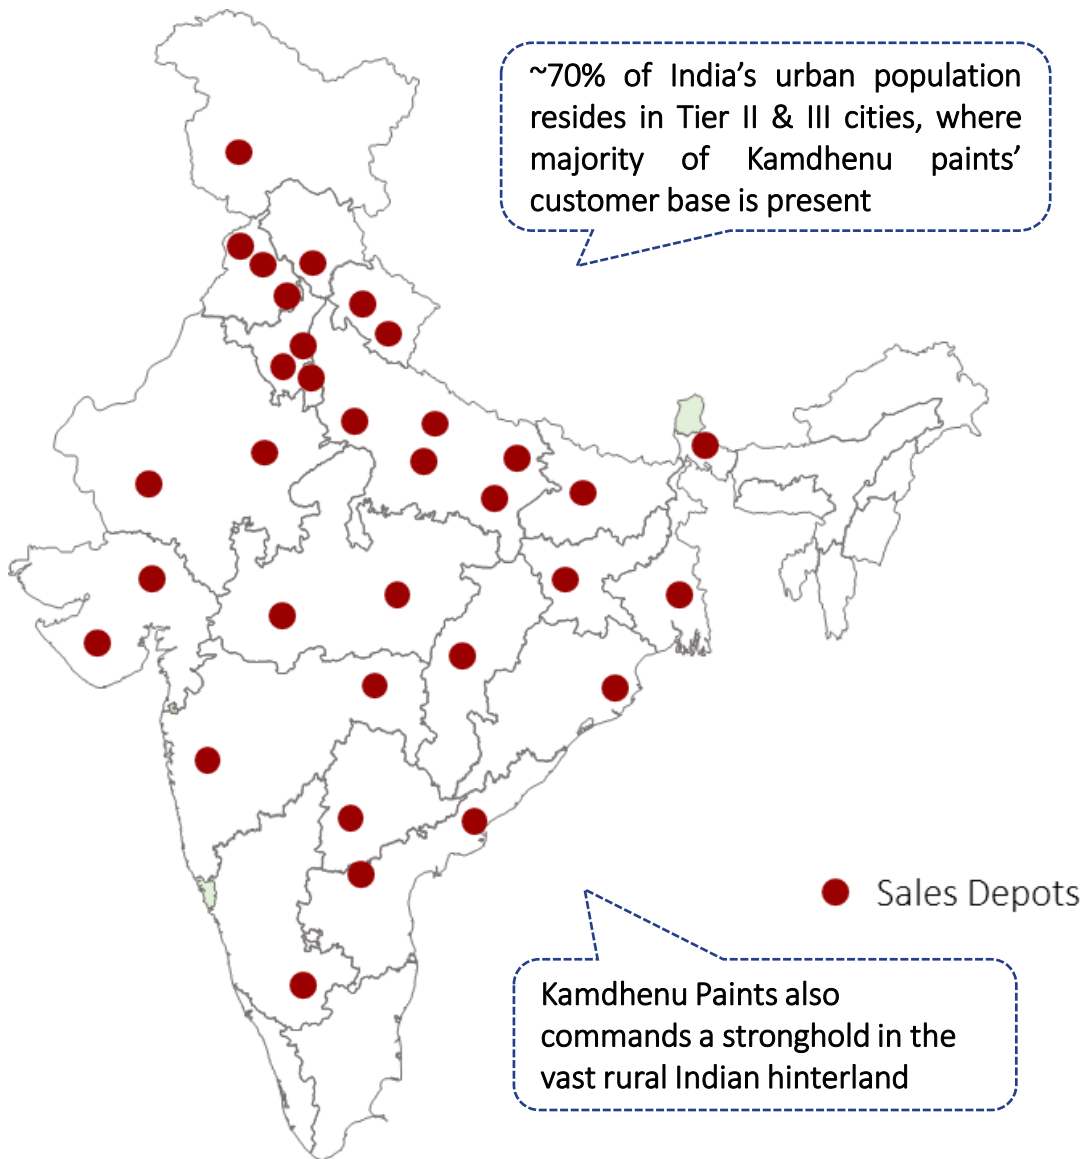 ~70% of India’s urban population
resides in Tier II & III cities, where
majority of Kamdhenu paints’
customer base is present
Sales Depots
Kamdhenu Paints also
commands a stronghold in the
vast rural Indian hinterland